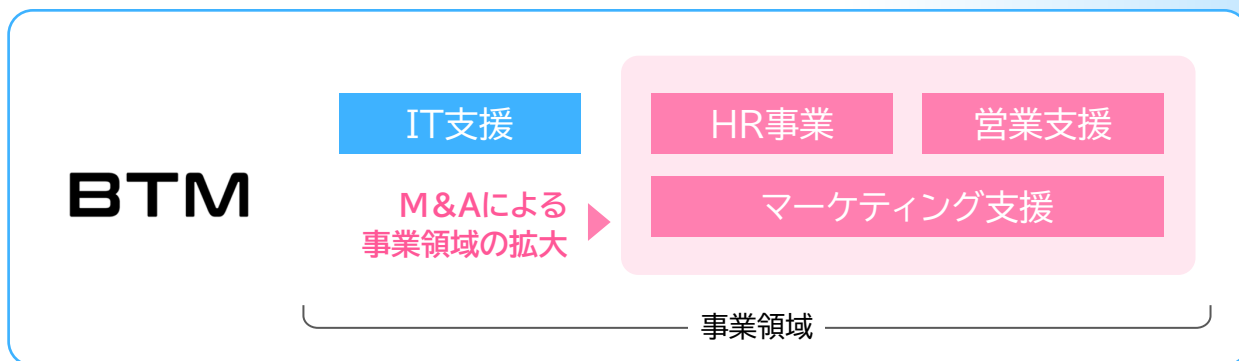 BTM
IT支援
M&Aによる
事業領域の拡大
HR事業
営業支援
マーケティング支援
事業領域